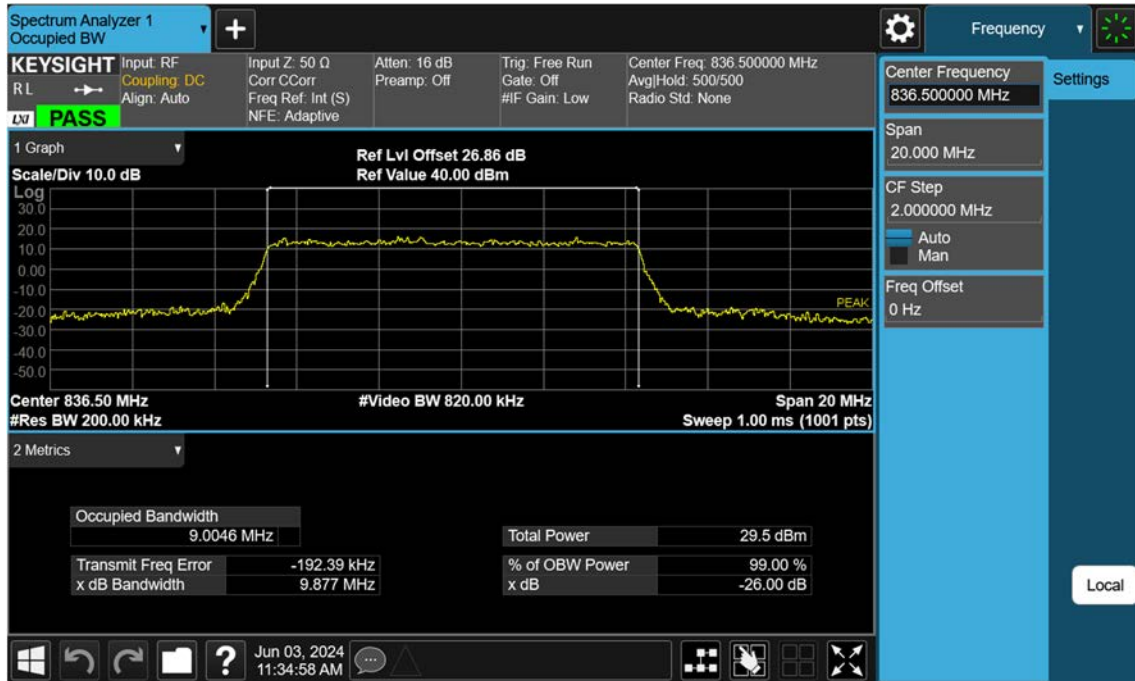 Spectrum Analyzer 1
Occupied BW
+
Frequency
KEYSIGHT
R L
LXI PASS
Input: RF
Coupling: DC
Align: Auto
Input Z: 50 Ω
Corr CCorr
Freq Ref: Int (S)
NFE: Adaptive
Atten: 16 dB
Preamp: Off
Trig: Free Run
Gate: Off
#IF Gain: Low
Center Freq: 836.500000 MHz
Avg|Hold: 500/500
Radio Std: None
Center Frequency
836.500000 MHz
Settings
Span
20.000 MHz
CF Step
2.000000 MHz
Auto
Man
Freq Offset
0 Hz
Local
1 Graph
Scale/Div 10.0 dB
Ref Lvl Offset 26.86 dB
Ref Value 40.00 dBm
Log
30.0
20.0
10.0
0.00
-10.0
-20.0
-30.0
-40.0
-50.0
PEAK
Center 836.50 MHz
#Video BW 820.00 kHz
Span 20 MHz
#Res BW 200.00 kHz
Sweep 1.00 ms (1001 pts)
2 Metrics
Occupied Bandwidth
9.0046 MHz
Total Power 29.5 dBm
Transmit Freq Error -192.39 kHz
% of OBW Power 99.00 %
x dB Bandwidth 9.877 MHz
x dB -26.00 dB
?
Jun 03, 2024
11:34:58 AM